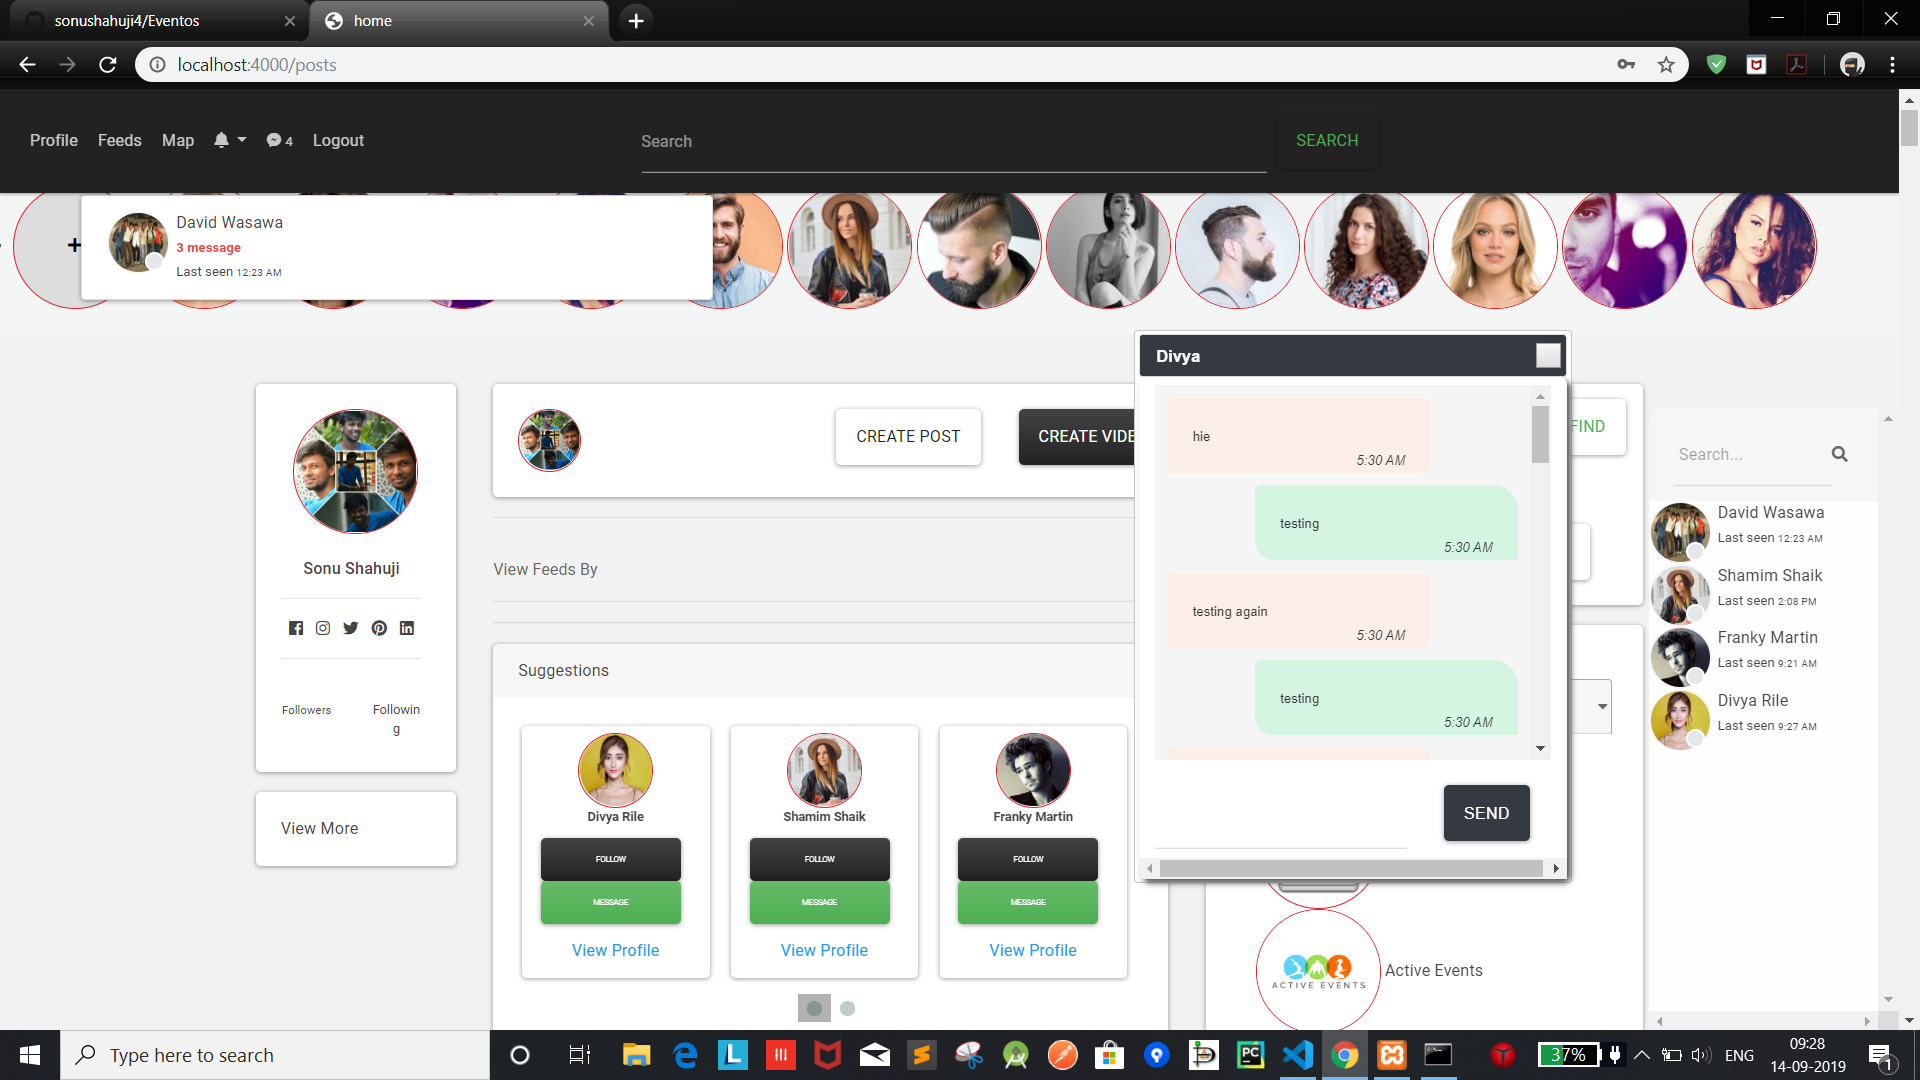 sonushahuji4/Eventos
home
localhost:4000/posts
Profile
Feeds
Map
4
Logout
Search
SEARCH
David Wasawa
3 message
Last seen 12:23 AM
Sonu Shahuji
Followers
Followin
g
View More
CREATE POST
CREATE VIDE
View Feeds By
Suggestions
Divya Rile
FOLLOW
MESSAGE
View Profile
Shamim Shaik
FOLLOW
MESSAGE
View Profile
Franky Martin
FOLLOW
MESSAGE
View Profile
Divya
hie
5:30 AM
testing
5:30 AM
testing again
5:30 AM
testing
5:30 AM
SEND
FIND
ACTIVE EVENTS
Active Events
Search...
David Wasawa
Last seen 12:23 AM
Shamim Shaik
Last seen 2:08 PM
Franky Martin
Last seen 9:21 AM
Divya Rile
Last seen 9:27 AM
Type here to search
PC
37%
ENG
09:28
14-09-2019
1